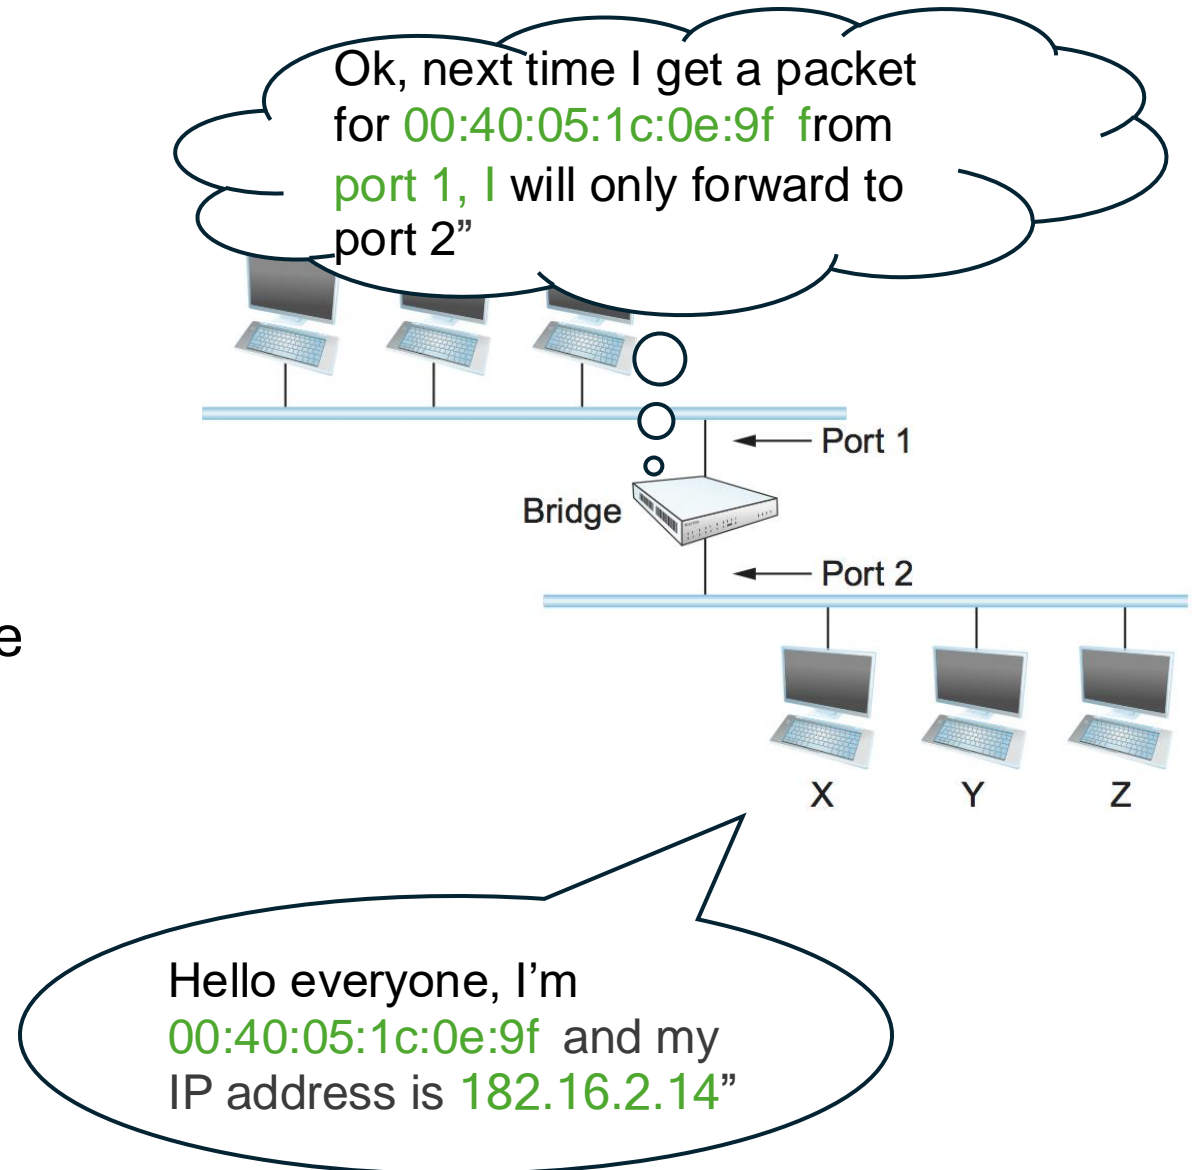 Ok, next time I get a packet
for 00:40:05:1c:0e:9f from
port 1, I will only forward to
port 2”
Port 1
Bridge
Port 2
e
X Y Z
Hello everyone, I’m
00:40:05:1c:0e:9f and my
IP address is 182.16.2.14”